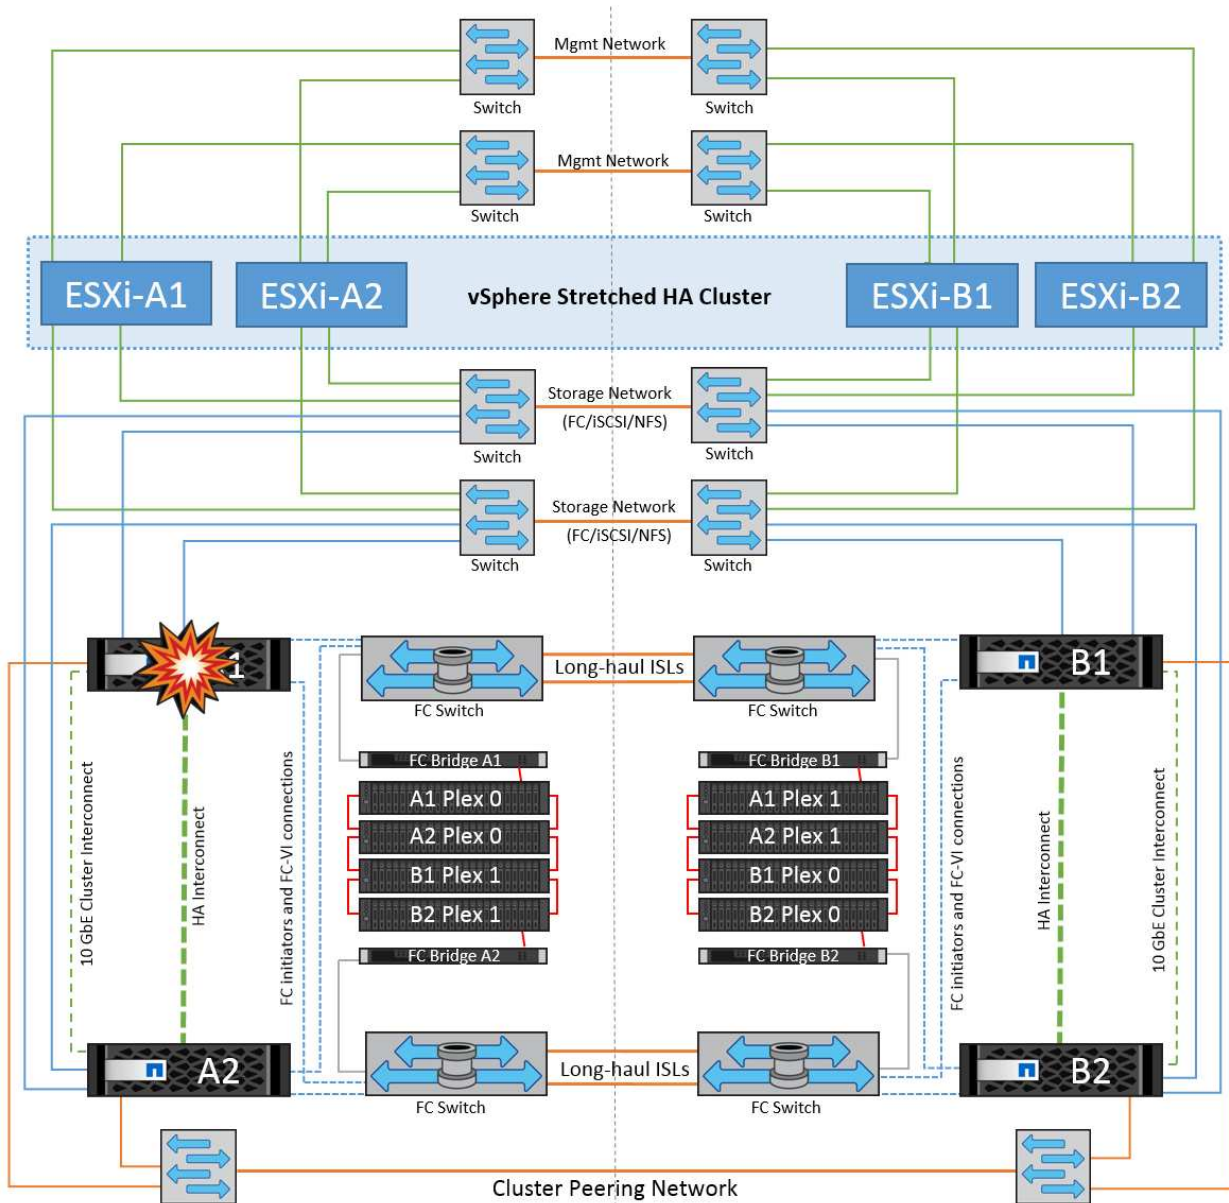 Mgmt Network
Switch
Switch
Mgmt Network
Switch
Switch
ESXi-A1
ESXi-A2
vSphere Stretched HA Cluster
ESXi-B1
ESXi-B2
Storage Network
(FC/iSCSI/NFS)
Switch
Switch
Storage Network
(FC/iSCSI/NFS)
Switch
Switch
1
B1
Long-haul ISLs
FC Switch
FC Switch
FC Bridge A1
FC Bridge B1
A1 Plex 0
A1 Plex 1
A2 Plex 0
A2 Plex 1
B1 Plex 1
B1 Plex 0
B2 Plex 1
B2 Plex 0
FC Bridge A2
FC Bridge B2
10 GbE Cluster Interconnect
HA Interconnect
FC initiators and FC-VI connections
FC initiators and FC-VI connections
HA Interconnect
10 GbE Cluster Interconnect
A2
B2
Long-haul ISLs
FC Switch
FC Switch
Cluster Peering Network